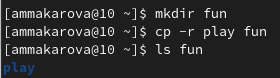 [ammakarova@10 ~]$ mkdir fun
[ammakarova@10 ~]$ cp -r play fun
[ammakarova@10 ~]$ ls fun
play